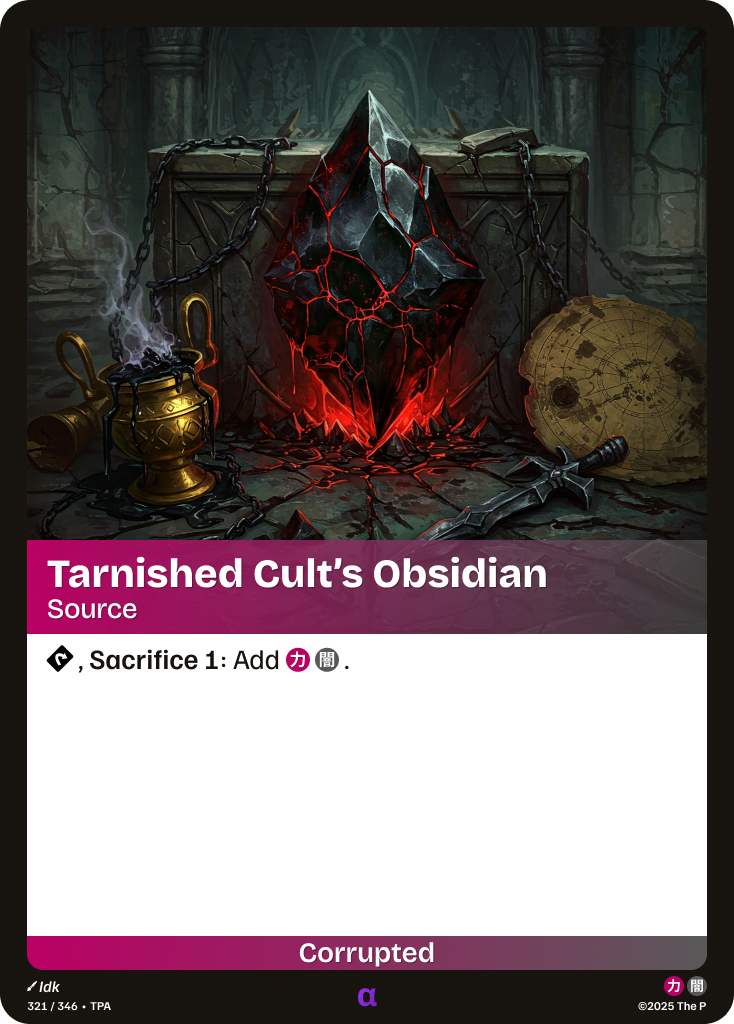 Tarnished Cult's Obsidian
Source
, Sacrifice 1: Add 力 闇 .
Corrupted
Idk
321 / 346 • TPA
α
力 闇
©2025 The P